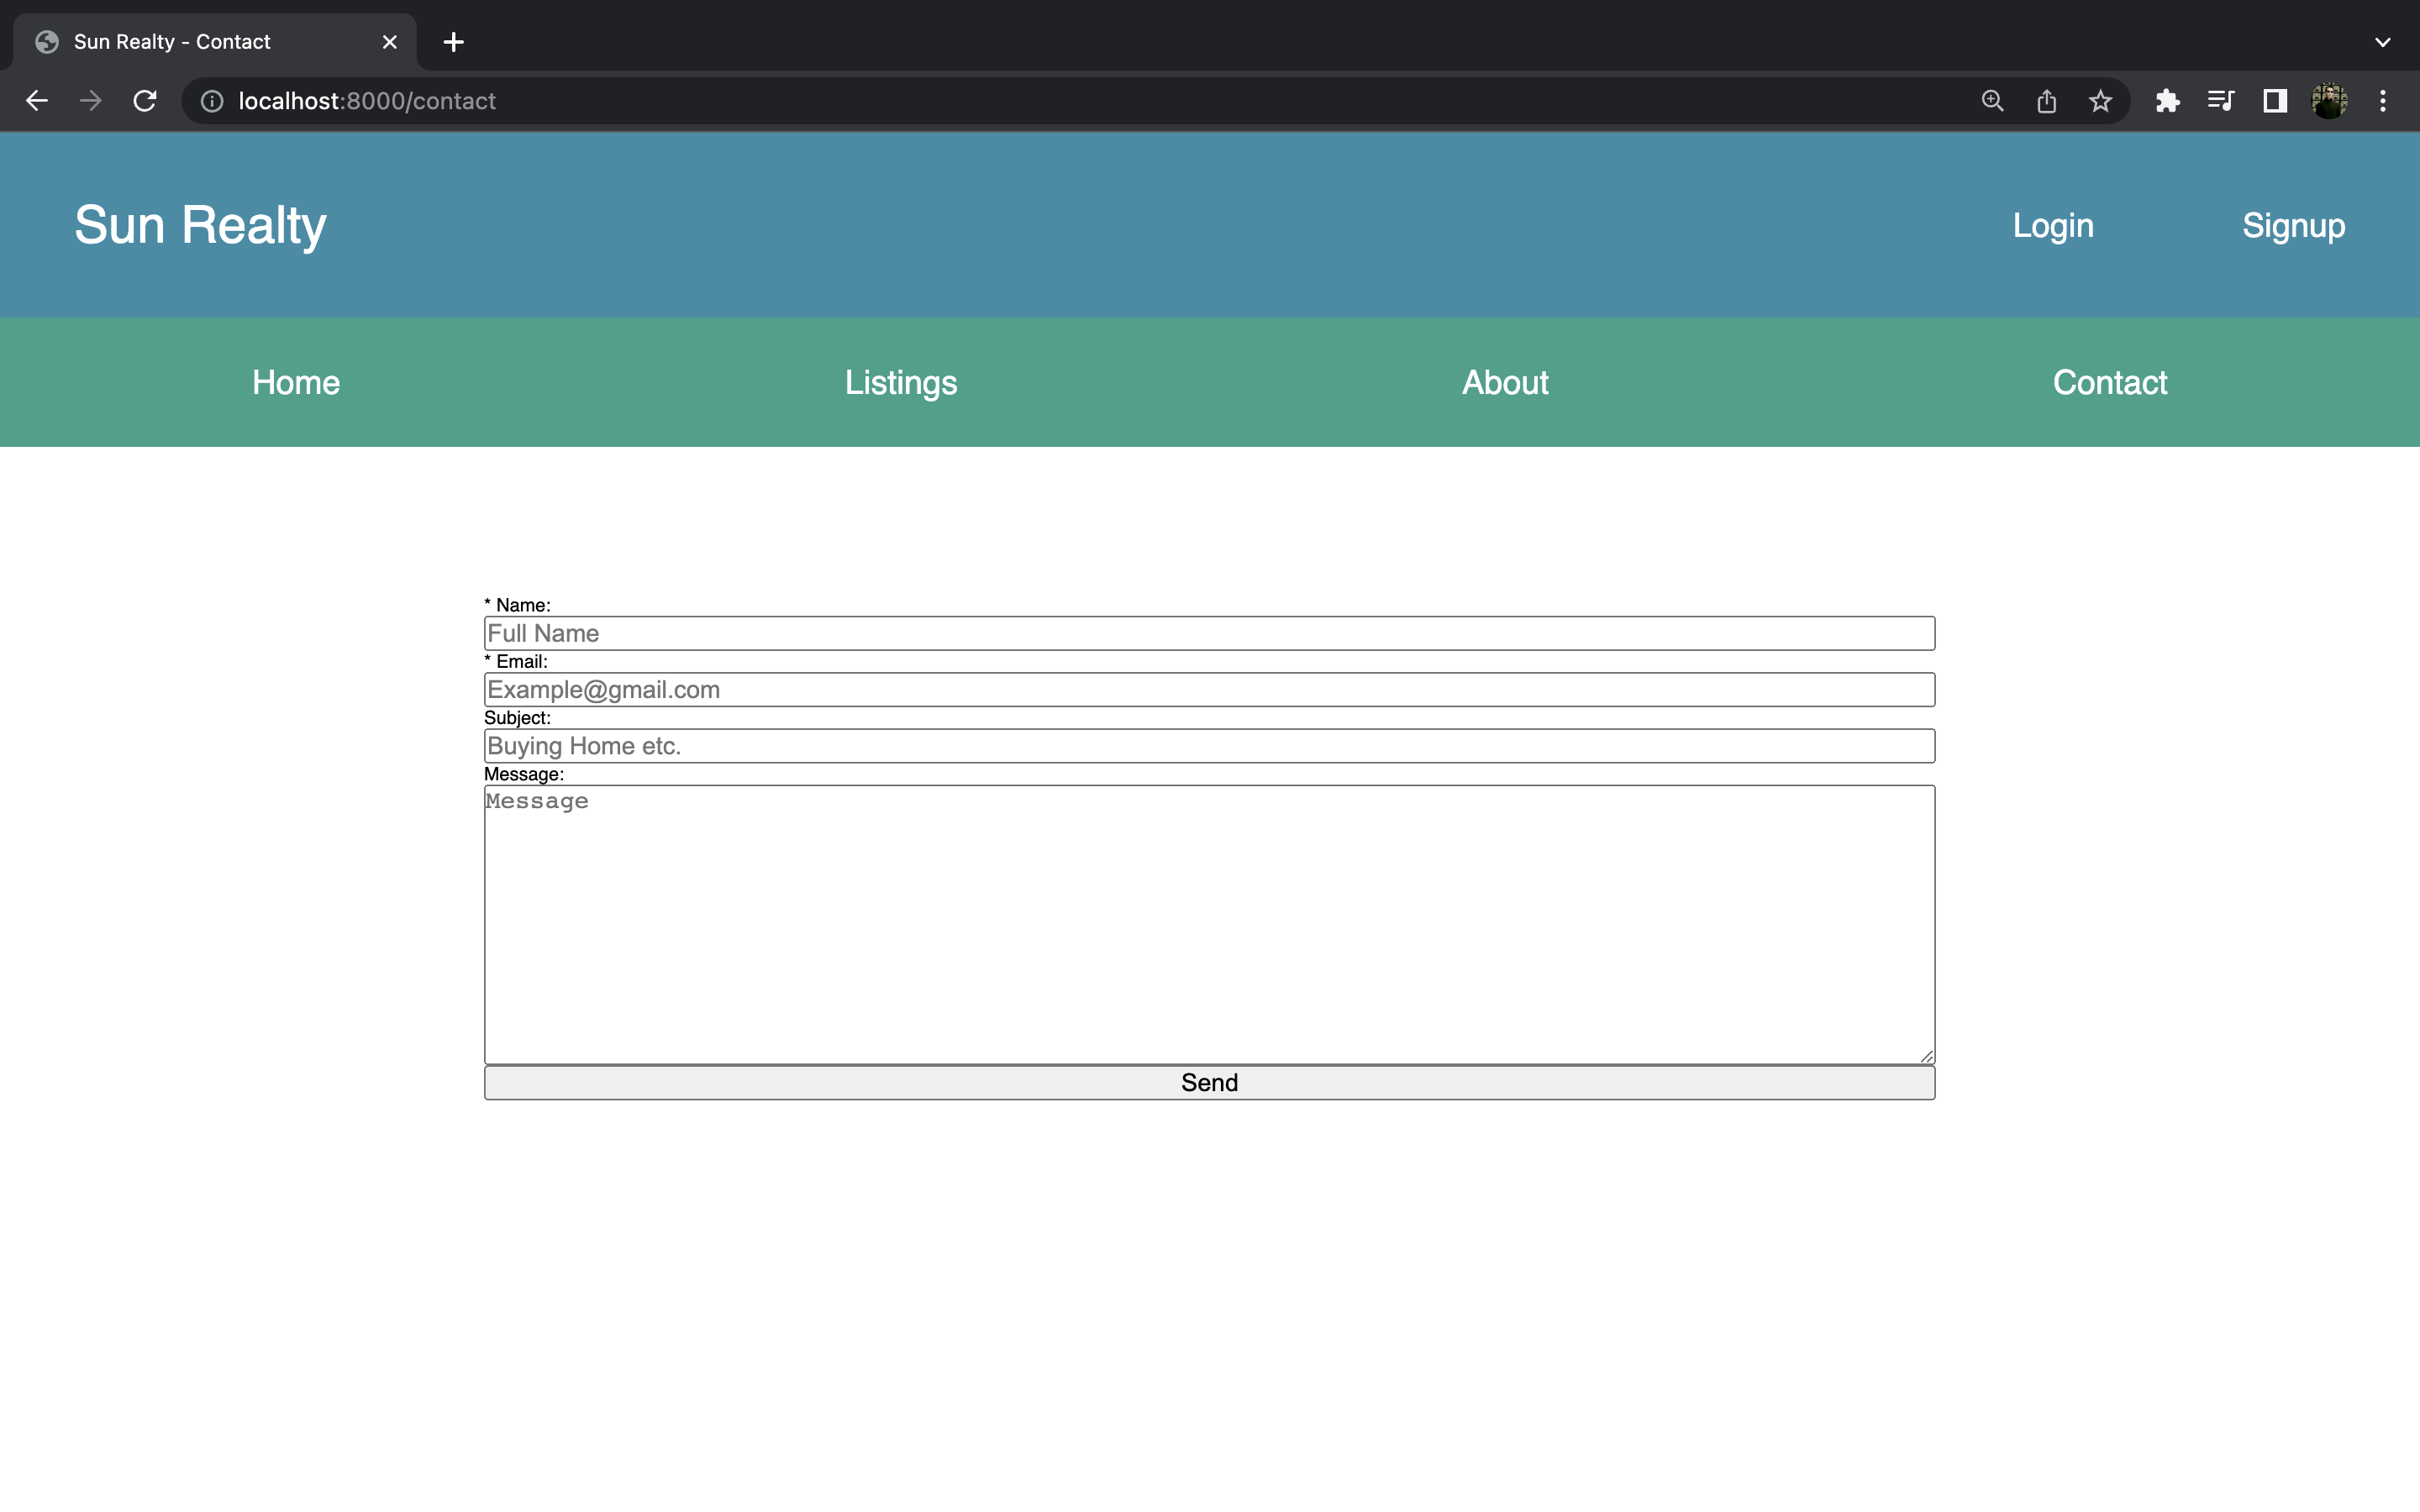 Sun Realty - Contact
localhost:8000/contact
Sun Realty
Login
Signup
Home
Listings
About
Contact
* Name:
Full Name
* Email:
Example@gmail.com
Subject:
Buying Home etc.
Message:
Message
Send